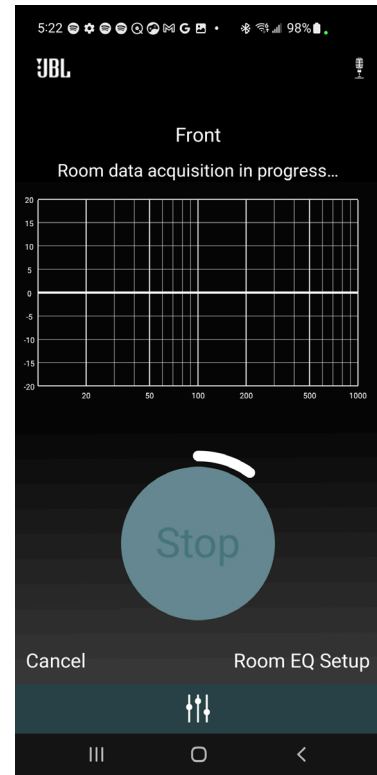 5:22 98%
JBL
Front
Room data acquisition in progress...
20
15
10
5
0
-5
-10
-15
-20
20 50 100 200 500 1000
Stop
Cancel Room EQ Setup